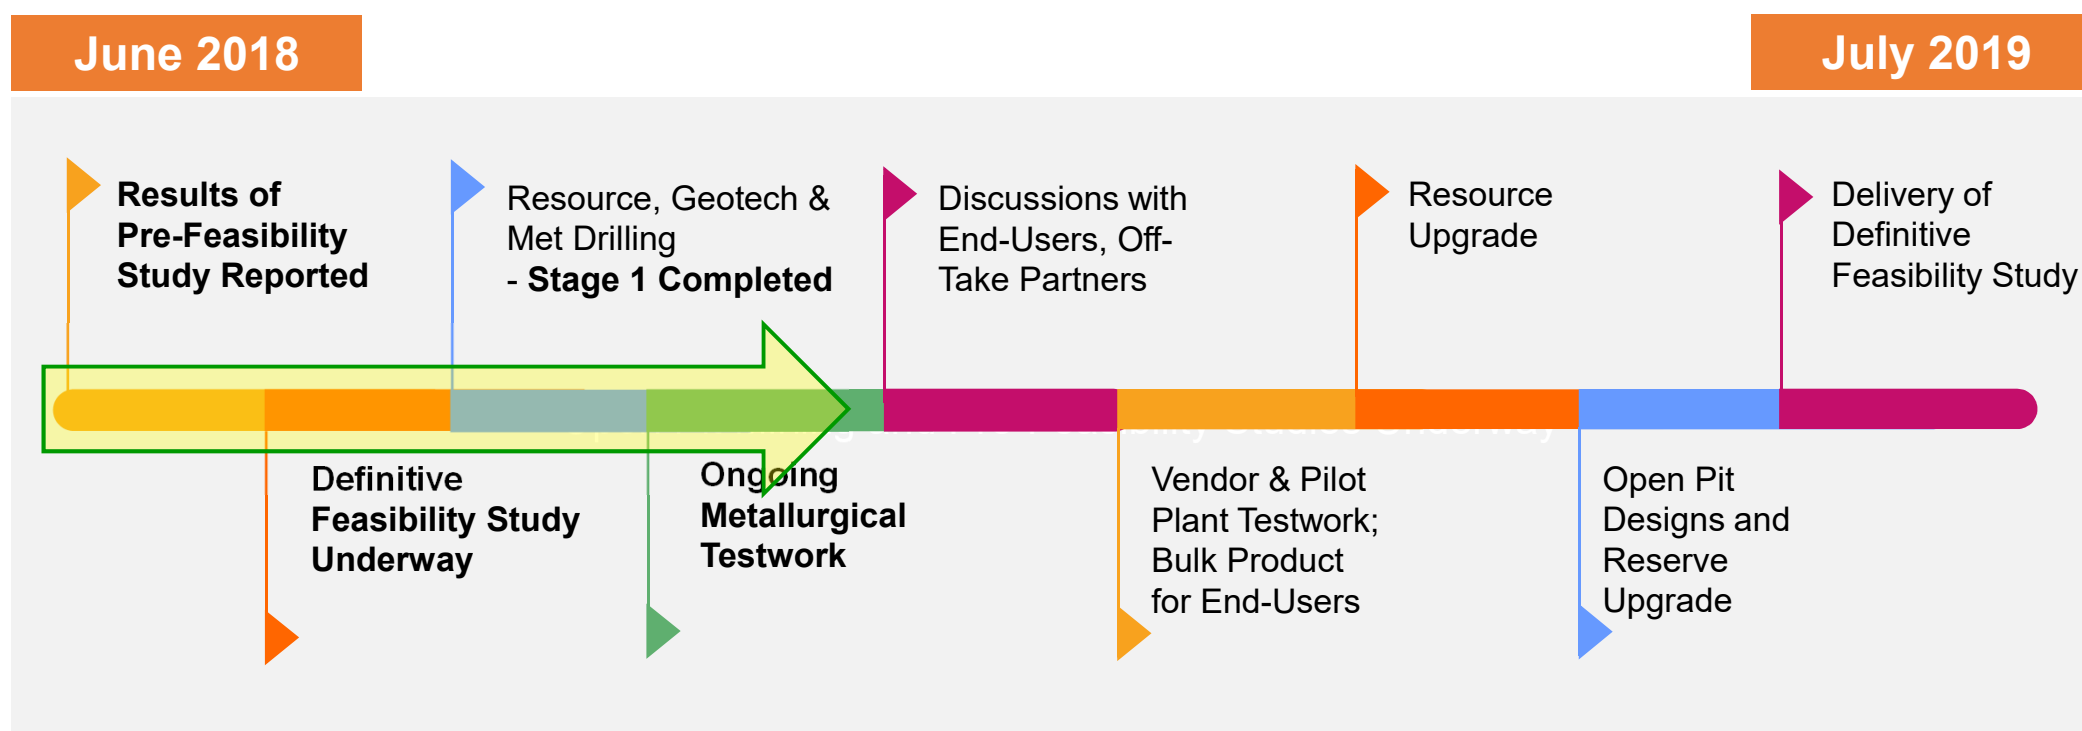 June 2018
July 2019
Results of
Pre-Feasibility
Study Reported
Resource, Geotech &
Met Drilling
- Stage 1 Completed
Discussions with
End-Users, Off-
Take Partners
Resource
Upgrade
Delivery of
Definitive
Feasibility Study
Definitive
Feasibility Study
Underway
Ongoing
Metallurgical
Testwork
Vendor & Pilot
Plant Testwork;
Bulk Product
for End-Users
Open Pit
Designs and
Reserve
Upgrade